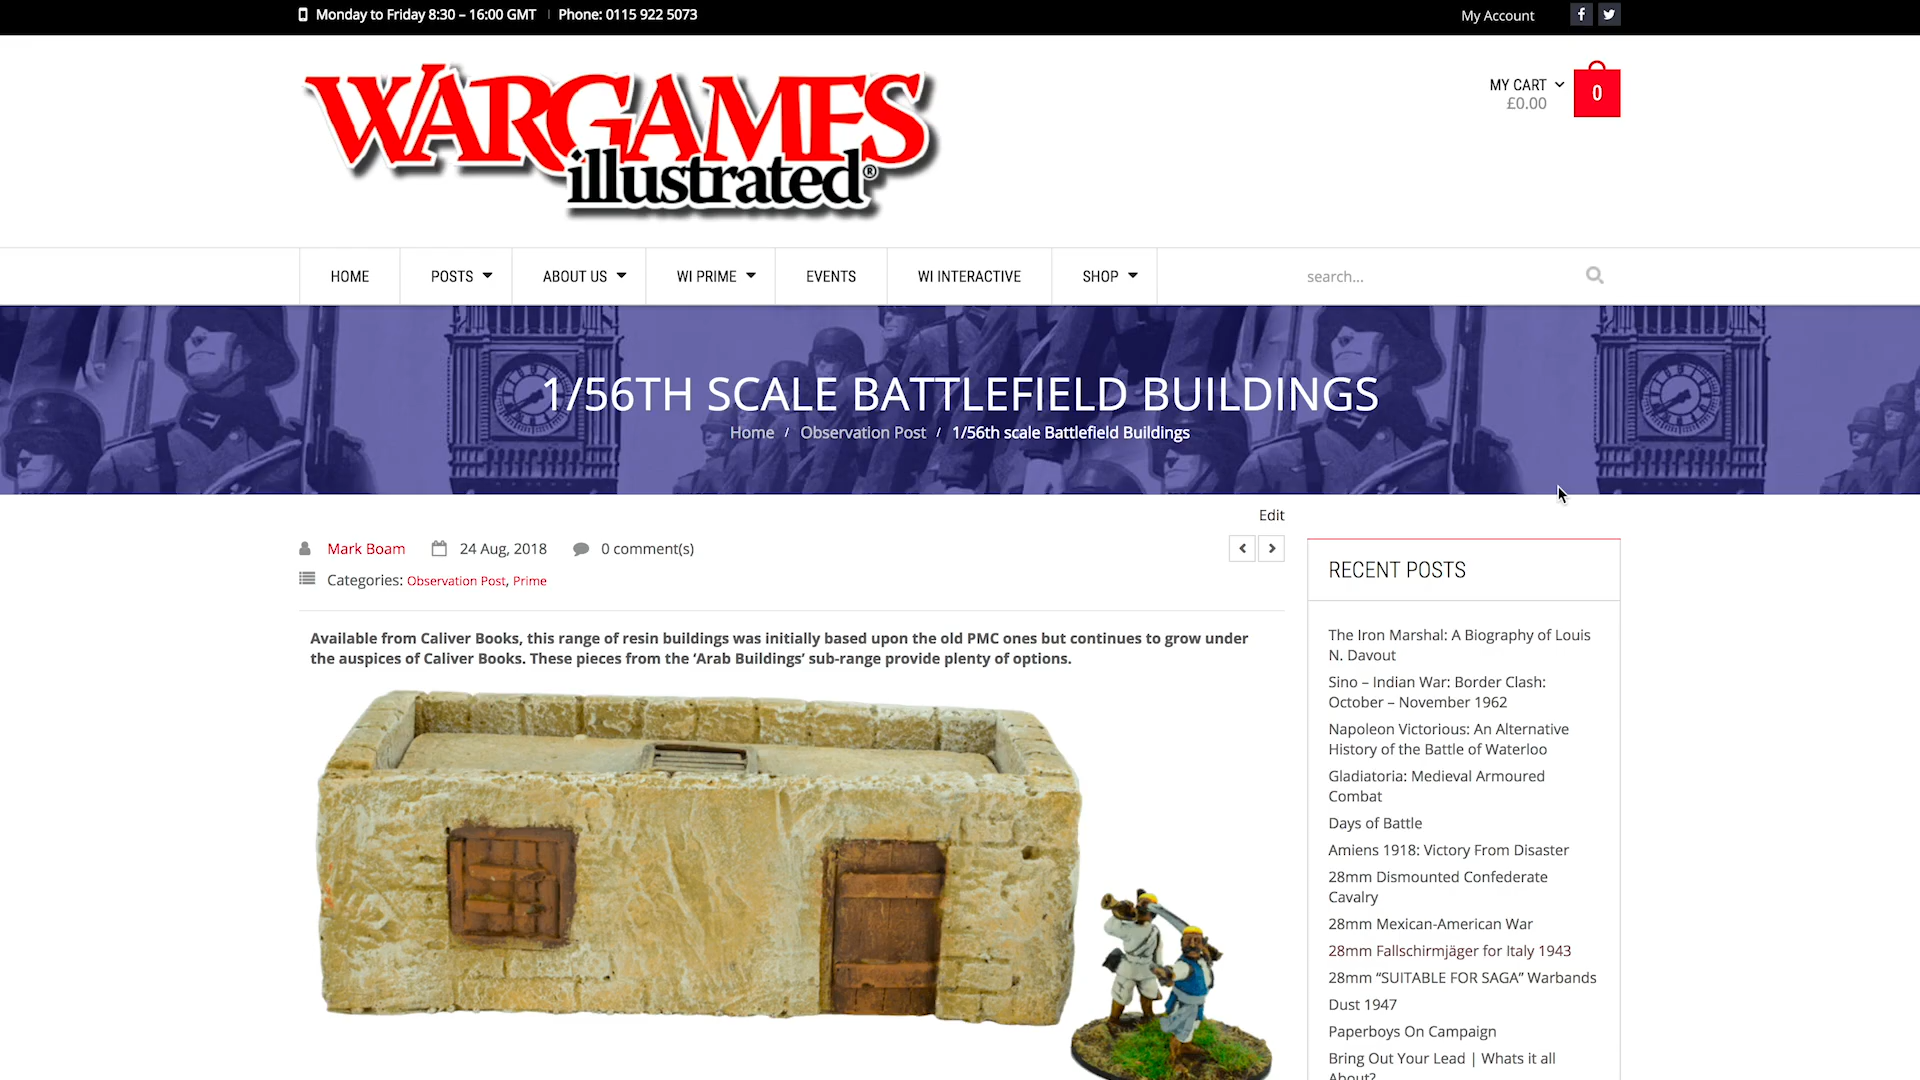 Monday to Friday 8:30 – 16:00 GMT | Phone: 0115 922 5073
My Account
WARGAMES
illustrated®
MY CART
£0.00
0
HOME
POSTS
ABOUT US
WI PRIME
EVENTS
WI INTERACTIVE
SHOP
search...
1/56TH SCALE BATTLEFIELD BUILDINGS
Home / Observation Post / 1/56th scale Battlefield Buildings
Edit
Mark Boam
24 Aug, 2018
0 comment(s)
Categories: Observation Post, Prime
Available from Caliver Books, this range of resin buildings was initially based upon the old PMC ones but continues to grow under
the auspices of Caliver Books. These pieces from the ‘Arab Buildings’ sub-range provide plenty of options.
RECENT POSTS
The Iron Marshal: A Biography of Louis
N. Davout
Sino – Indian War: Border Clash:
October – November 1962
Napoleon Victorious: An Alternative
History of the Battle of Waterloo
Gladiatoria: Medieval Armoured
Combat
Days of Battle
Amiens 1918: Victory From Disaster
28mm Dismounted Confederate
Cavalry
28mm Mexican-American War
28mm Fallschirmjäger for Italy 1943
28mm “SUITABLE FOR SAGA” Warbands
Dust 1947
Paperboys On Campaign
Bring Out Your Lead | Whats it all
About?